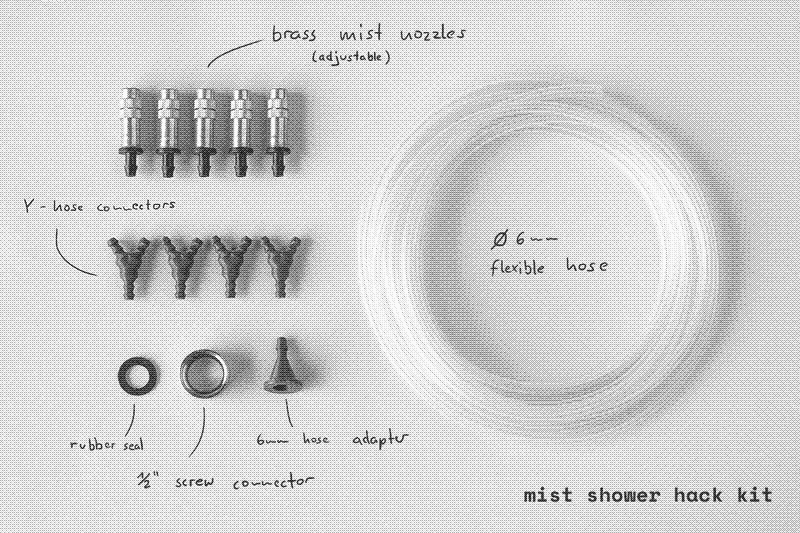 brass mist nozzles
(adjustable)
Y - hose connectors
Ø 6mm
flexible hose
rubber seal
6mm hose adapter
½" screw connector
mist shower hack kit